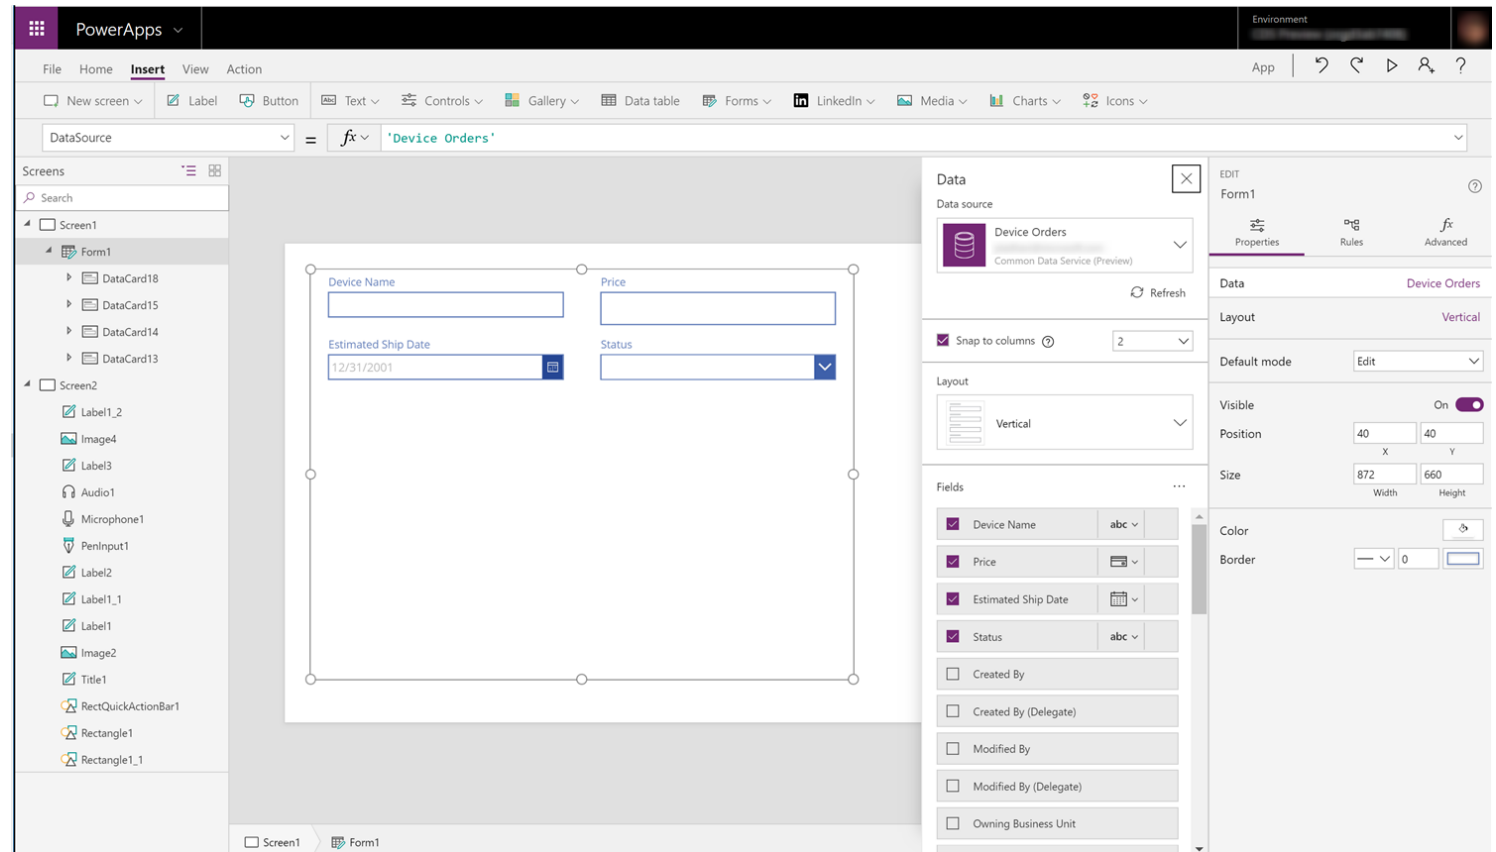 PowerApps
Environment
File Home Insert View Action
App
New screen Label Button Text Controls Gallery Data table Forms LinkedIn Media Charts Icons
DataSource = fx 'Device Orders'
Screens
Search
Screen1
Form1
DataCard18
DataCard15
DataCard14
DataCard13
Screen2
Label1_2
Image4
Label3
Audio1
Microphone1
PenInput1
Label2
Label1_1
Label1
Image2
Title1
RectQuickActionBar1
Rectangle1
Rectangle1_1
Device Name Price
Estimated Ship Date Status
12/31/2001
Screen1 Form1
Data
Data source
Device Orders
Common Data Service (Preview)
Refresh
Snap to columns 2
Layout
Vertical
Fields ...
Device Name abc
Price
Estimated Ship Date
Status abc
Created By
Created By (Delegate)
Modified By
Modified By (Delegate)
Owning Business Unit
EDIT
Form1
Properties Rules Advanced
Data Device Orders
Layout Vertical
Default mode Edit
Visible On
Position 40 40
X Y
Size 872 660
Width Height
Color
Border 0